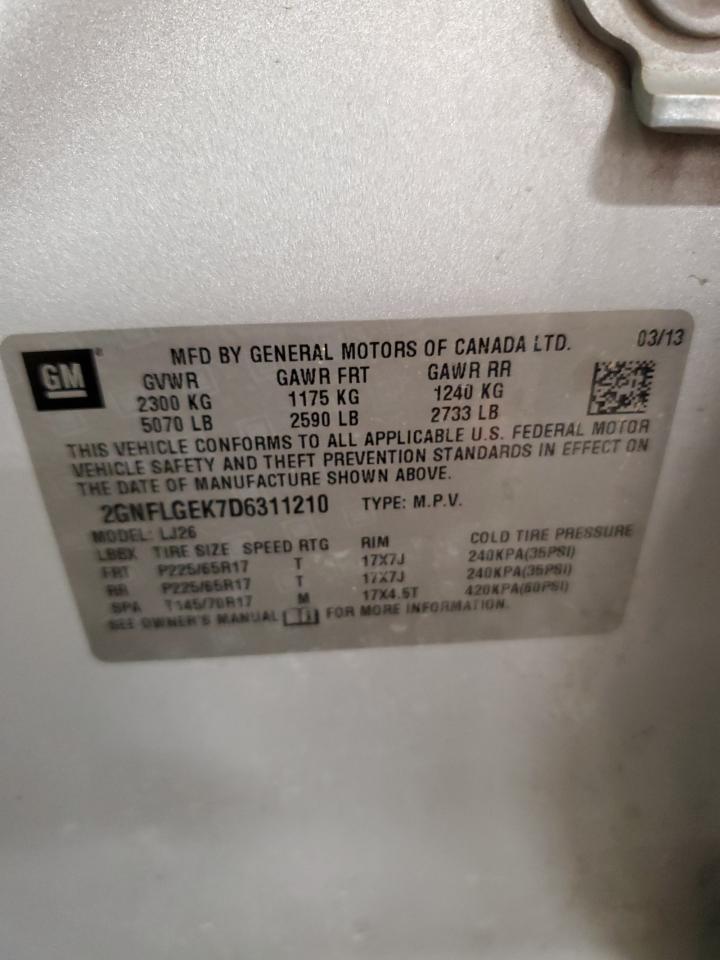 GM
MFD BY GENERAL MOTORS OF CANADA LTD. 03/13
GVWR GAWR FRT GAWR RR
2300 KG 1175 KG 1240 KG
5070 LB 2590 LB 2733 LB
THIS VEHICLE CONFORMS TO ALL APPLICABLE U.S. FEDERAL MOTOR
VEHICLE SAFETY AND THEFT PREVENTION STANDARDS IN EFFECT ON
THE DATE OF MANUFACTURE SHOWN ABOVE.
2GNFLGEK7D6311210 TYPE: M.P.V.
MODEL: LJ26
LBBX TIRE SIZE SPEED RTG RIM COLD TIRE PRESSURE
FRT P225/65R17 T 17X7J 240KPA(35PSI)
RR P225/65R17 T 17X7J 240KPA(35PSI)
SPA T145/70R17 M 17X4.5T 420KPA(60PSI)
SEE OWNER'S MANUAL FOR MORE INFORMATION.